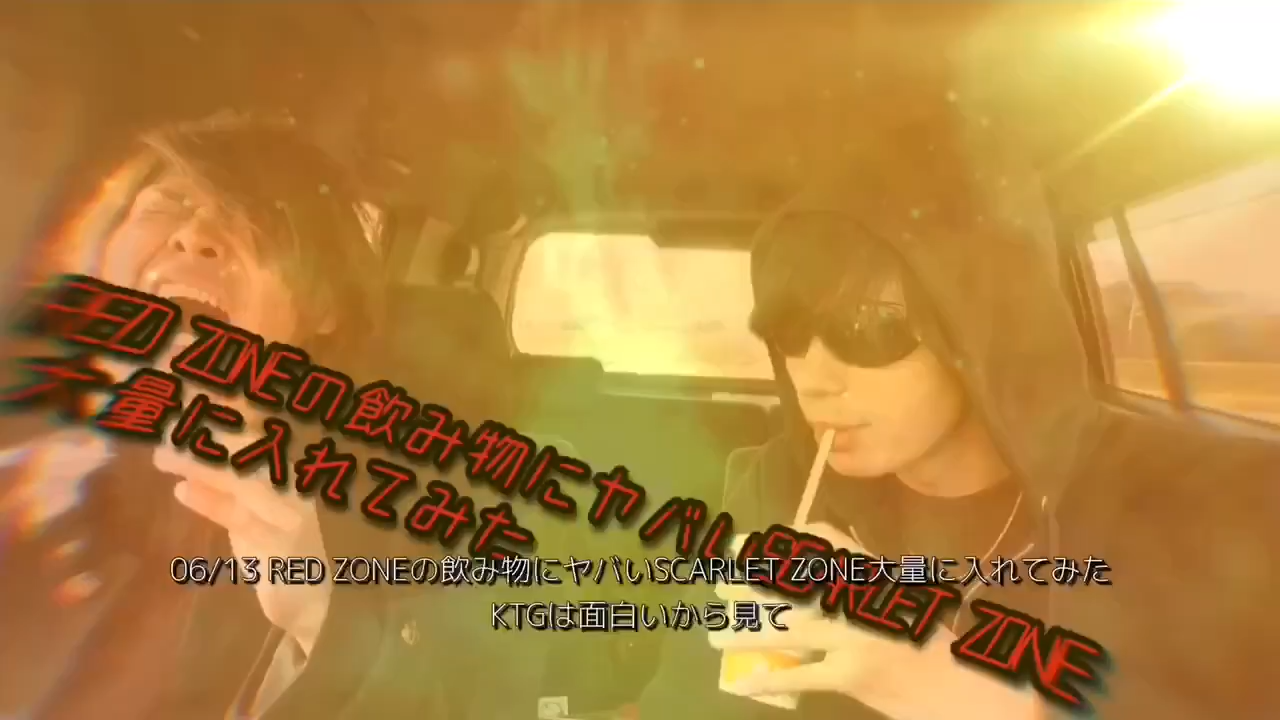 RED ZONEの飲み物にヤバいSCARLET ZONE
大量に入れてみた
06/13 RED ZONEの飲み物にヤバいSCARLET ZONE大量に入れてみた
KTGは面白いから見て